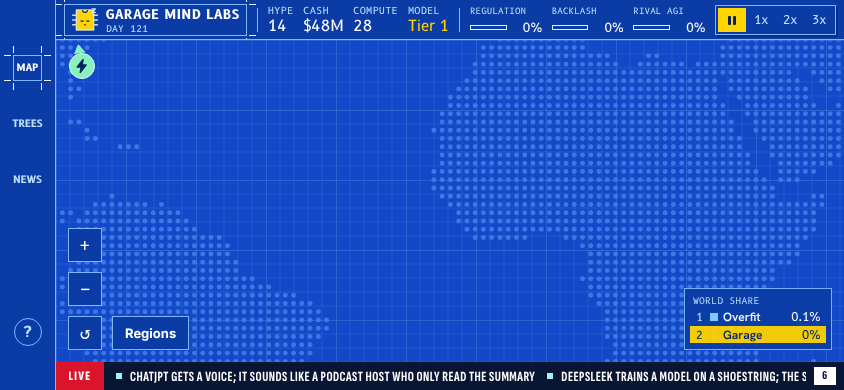 GARAGE MIND LABS
DAY 121
HYPE
14
CASH
$48M
COMPUTE
28
MODEL
Tier 1
REGULATION
0%
BACKLASH
0%
RIVAL AGI
0%
1x 2x 3x
MAP
TREES
NEWS
+
−
↺ Regions
?
WORLD SHARE
1 Overfit 0.1%
2 Garage 0%
LIVE CHATJPT GETS A VOICE; IT SOUNDS LIKE A PODCAST HOST WHO ONLY READ THE SUMMARY DEEPSLEEK TRAINS A MODEL ON A SHOESTRING; THE S 6